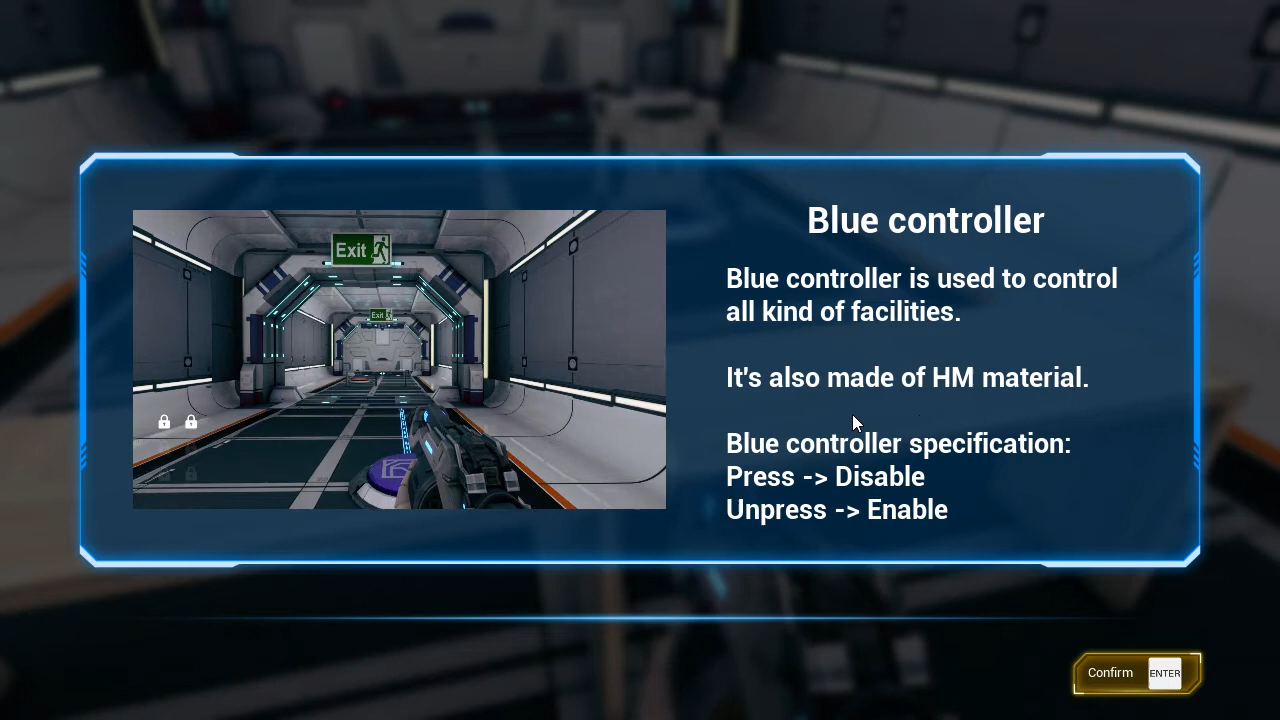 Blue controller
Exit
Exit
Blue controller is used to control
all kind of facilities.
It's also made of HM material.
Blue controller specification:
Press -> Disable
Unpress -> Enable
Confirm ENTER